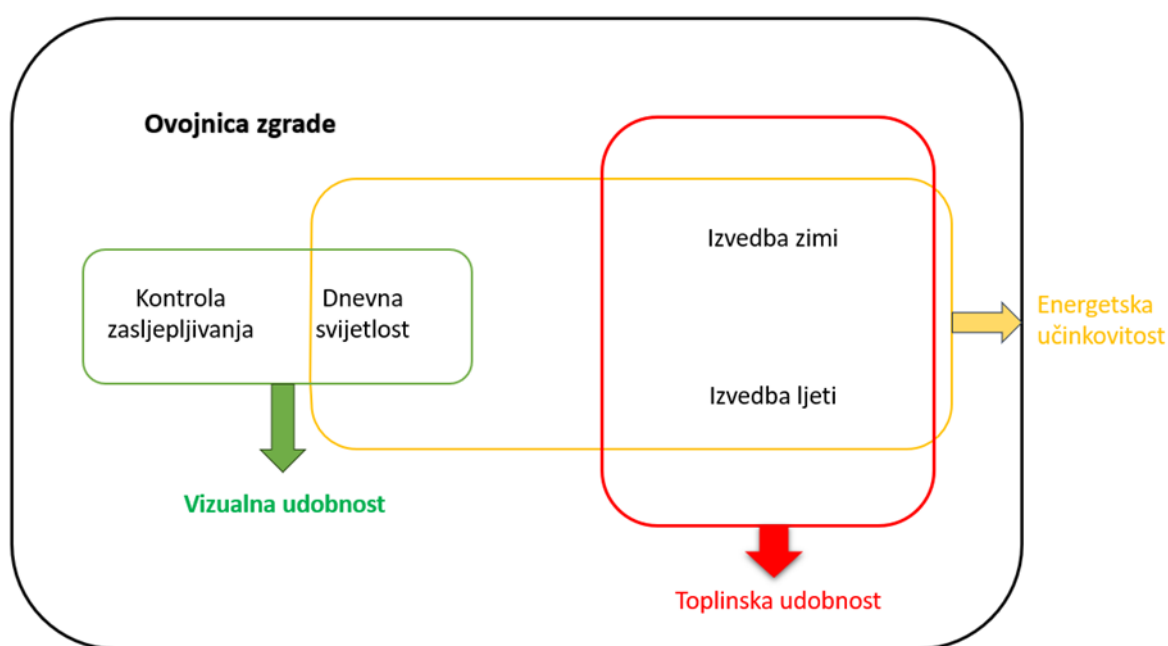 Ovojnica zgrade
Izvedba zimi
Kontrola
zasljepljivanja
Dnevna
svijetlost
Energetska
učinkovitost
Izvedba ljeti
Vizualna udobnost
Toplinska udobnost